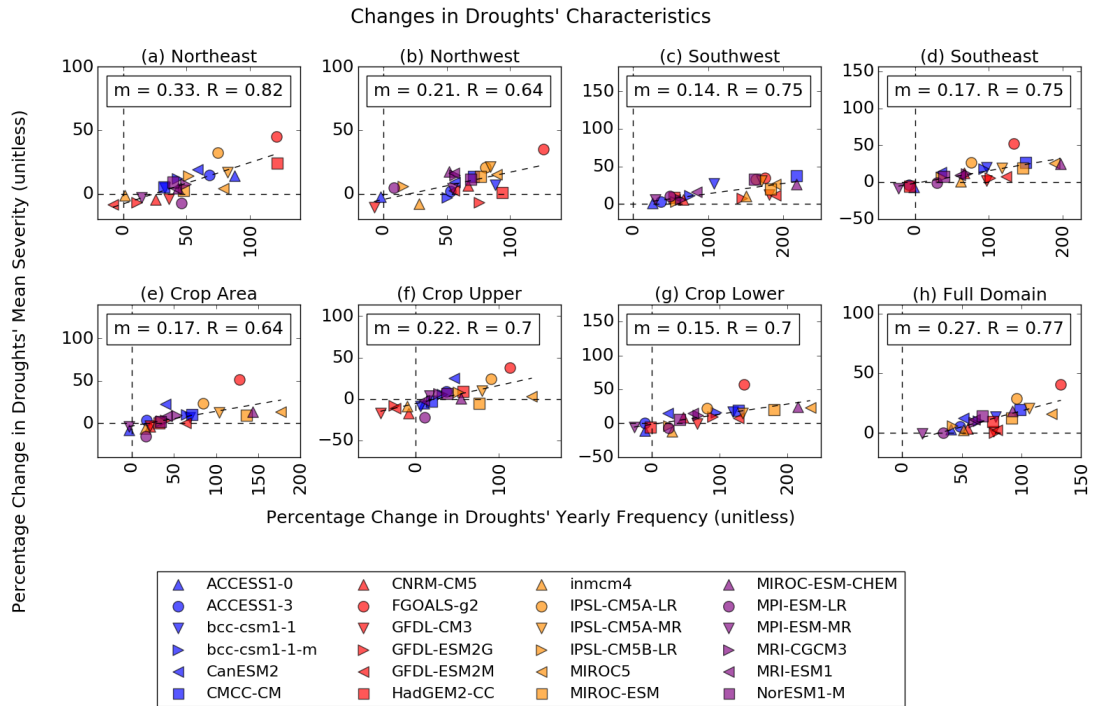 Changes in Droughts' Characteristics
(a) Northeast
(b) Northwest
(c) Southwest
(d) Southeast
m = 0.33. R = 0.82
m = 0.21. R = 0.64
m = 0.14. R = 0.75
m = 0.17. R = 0.75
100
50
0
0
50
100
100
50
0
0
50
100
150
100
50
0
0
100
200
150
100
50
0
−50
0
100
200
Percentage Change in Droughts' Mean Severity (unitless)
(e) Crop Area
(f) Crop Upper
(g) Crop Lower
(h) Full Domain
m = 0.17. R = 0.64
m = 0.22. R = 0.7
m = 0.15. R = 0.7
m = 0.27. R = 0.77
100
50
0
0
50
100
150
200
100
50
0
−50
0
100
150
100
50
0
−50
0
100
200
100
50
0
0
50
100
150
Percentage Change in Droughts' Yearly Frequency (unitless)
ACCESS1-0
ACCESS1-3
bcc-csm1-1
bcc-csm1-1-m
CanESM2
CMCC-CM
CNRM-CM5
FGOALS-g2
GFDL-CM3
GFDL-ESM2G
GFDL-ESM2M
HadGEM2-CC
inmcm4
IPSL-CM5A-LR
IPSL-CM5A-MR
IPSL-CM5B-LR
MIROC5
MIROC-ESM
MIROC-ESM-CHEM
MPI-ESM-LR
MPI-ESM-MR
MRI-CGCM3
MRI-ESM1
NorESM1-M